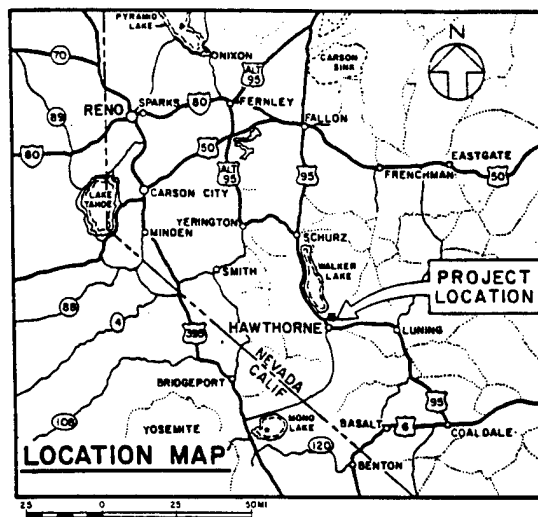 PYRAMID
LAKE
NIXON
N
70
ALT
95
CARSON
SINK
89
RENO
SPARKS
80
FERNLEY
FALLON
80
50
ALT
95
95
EASTGATE
FRENCHMAN
50
LAKE
TAHOE
CARSON CITY
YERINGTON
MINDEN
SCHURZ
WALKER
LAKE
SMITH
PROJECT
LOCATION
88
4
395
HAWTHORNE
LUNING
NEVADA
CALIF
BRIDGEPORT
95
108
YOSEMITE
MONO
LAKE
BASALT
6
COALDALE
120
BENTON
LOCATION MAP
25 0 25 50 MI